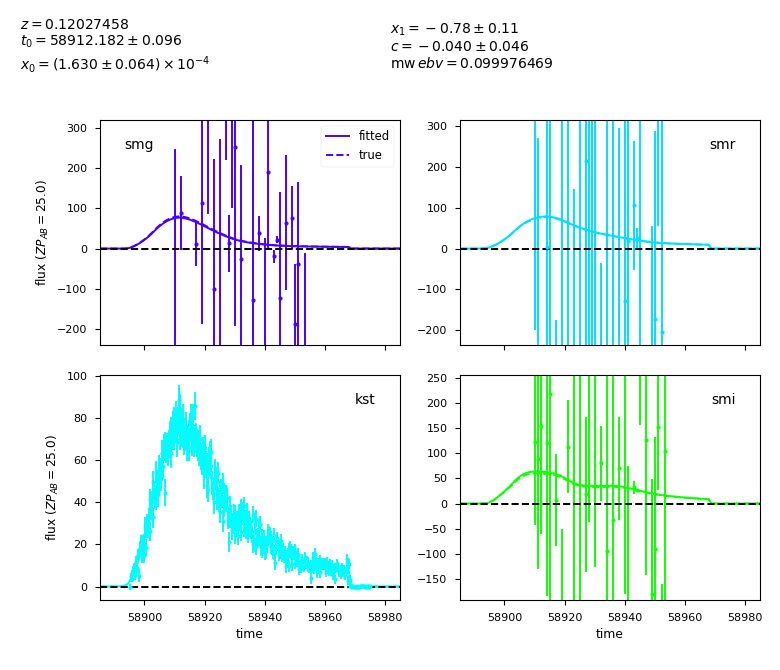 z = 0.12027458
t₀ = 58912.182 ± 0.096
x₀ = (1.630 ± 0.064) × 10⁻⁴
x₁ = −0.78 ± 0.11
c = −0.040 ± 0.046
mw ebv = 0.099976469
300
200
100
0
−100
−200
flux (ZP_AB = 25.0)
smg
fitted
true
300
200
100
0
−100
−200
smr
100
80
60
40
20
0
flux (ZP_AB = 25.0)
kst
58900 58920 58940 58960 58980
time
250
200
150
100
50
0
−50
−100
−150
smi
58900 58920 58940 58960 58980
time